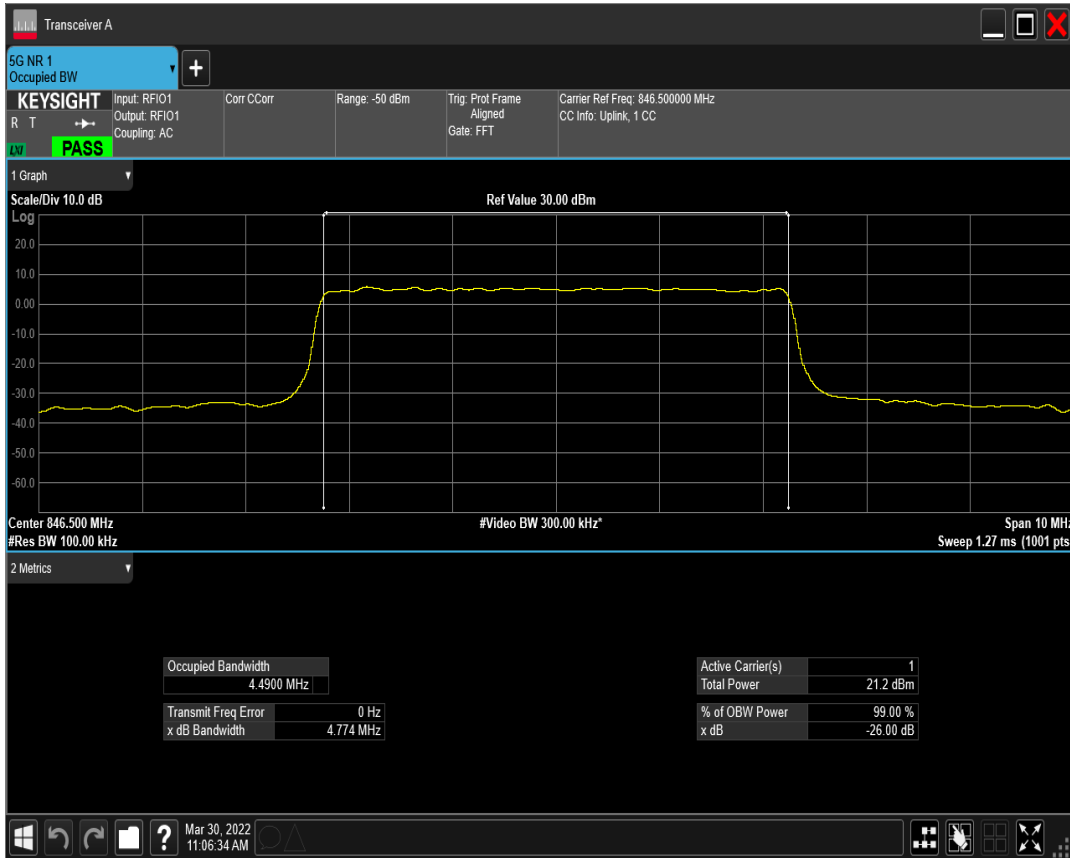 Transceiver A
5G NR 1
Occupied BW
+
KEYSIGHT
R T
LXI
PASS
Input: RFIO1
Output: RFIO1
Coupling: AC
Corr CCorr
Range: -50 dBm
Trig: Prot Frame
Aligned
Gate: FFT
Carrier Ref Freq: 846.500000 MHz
CC Info: Uplink, 1 CC
1 Graph
Scale/Div 10.0 dB
Ref Value 30.00 dBm
Log
20.0
10.0
0.00
-10.0
-20.0
-30.0
-40.0
-50.0
-60.0
Center 846.500 MHz
#Video BW 300.00 kHz*
Span 10 MHz
#Res BW 100.00 kHz
Sweep 1.27 ms (1001 pts
2 Metrics
Occupied Bandwidth
4.4900 MHz
Transmit Freq Error 0 Hz
x dB Bandwidth 4.774 MHz
Active Carrier(s) 1
Total Power 21.2 dBm
% of OBW Power 99.00 %
x dB -26.00 dB
?
Mar 30, 2022
11:06:34 AM